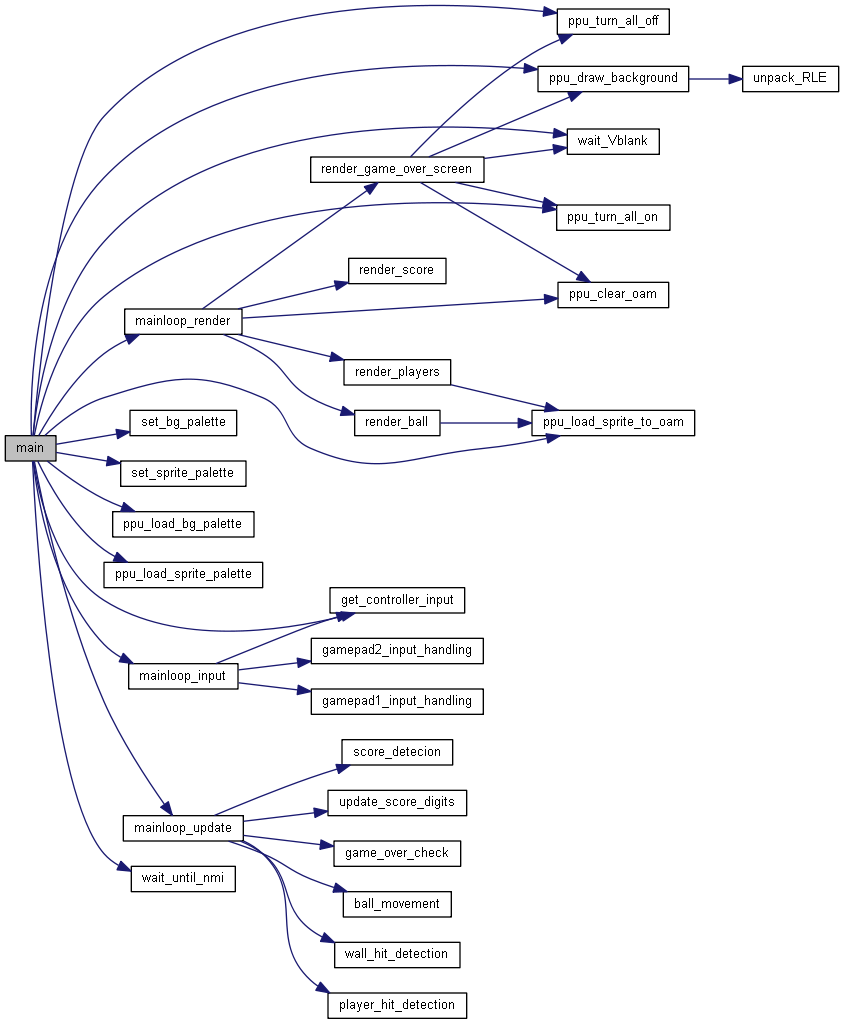 ppu_turn_all_off
ppu_draw_background
unpack_RLE
wait_Vblank
render_game_over_screen
ppu_turn_all_on
render_score
ppu_clear_oam
mainloop_render
render_players
set_bg_palette
render_ball
ppu_load_sprite_to_oam
main
set_sprite_palette
ppu_load_bg_palette
ppu_load_sprite_palette
get_controller_input
gamepad2_input_handling
mainloop_input
gamepad1_input_handling
score_detecion
update_score_digits
mainloop_update
game_over_check
wait_until_nmi
ball_movement
wall_hit_detection
player_hit_detection